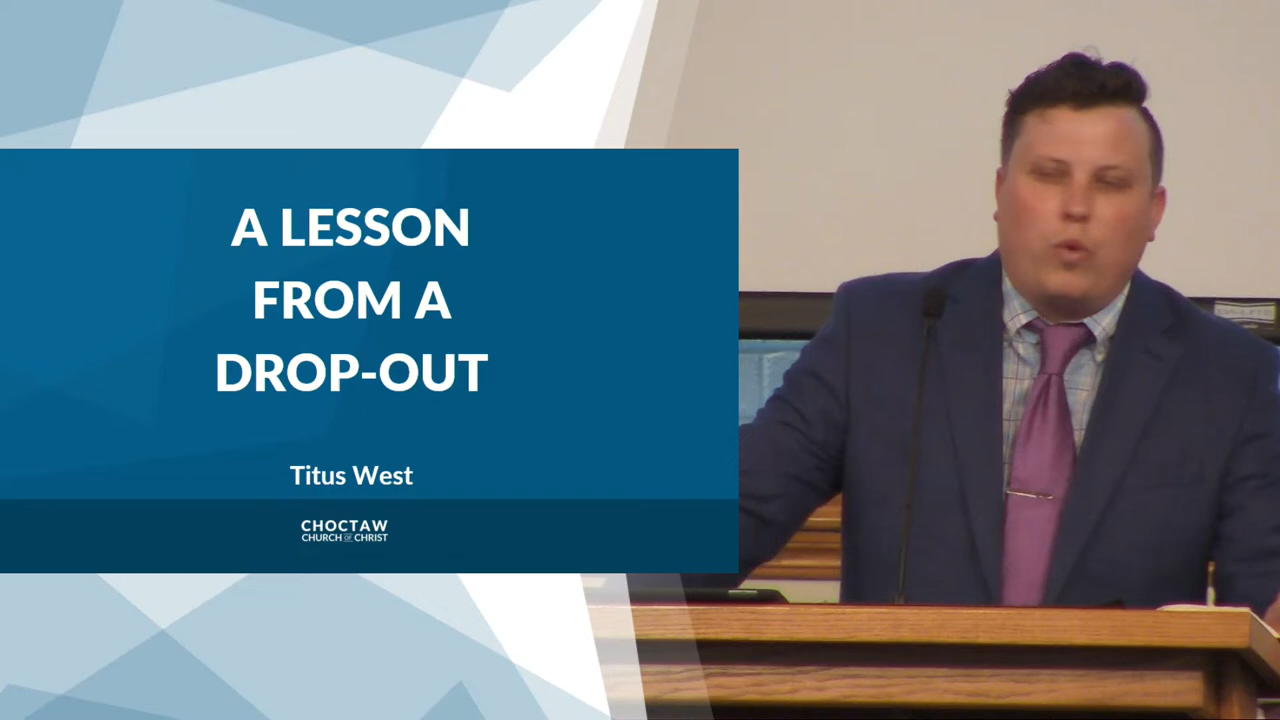 A LESSON
FROM A
DROP-OUT
Titus West
CHOCTAW
CHURCH OF CHRIST